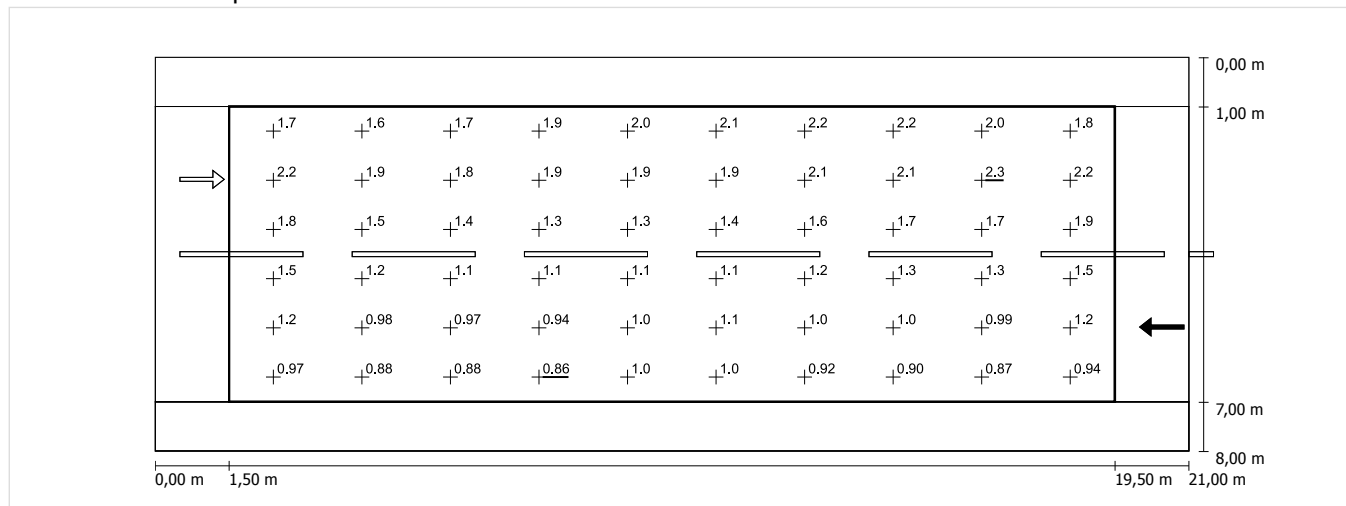 0,00 m
1,00 m
1.7 1.6 1.7 1.9 2.0 2.1 2.2 2.2 2.0 1.8
2.2 1.9 1.8 1.9 1.9 1.9 2.1 2.1 2.3 2.2
1.8 1.5 1.4 1.3 1.3 1.4 1.6 1.7 1.7 1.9
1.5 1.2 1.1 1.1 1.1 1.1 1.2 1.3 1.3 1.5
1.2 0.98 0.97 0.94 1.0 1.1 1.0 1.0 0.99 1.2
0.97 0.88 0.88 0.86 1.0 1.0 0.92 0.90 0.87 0.94
7,00 m
8,00 m
0,00 m 1,50 m 19,50 m 21,00 m